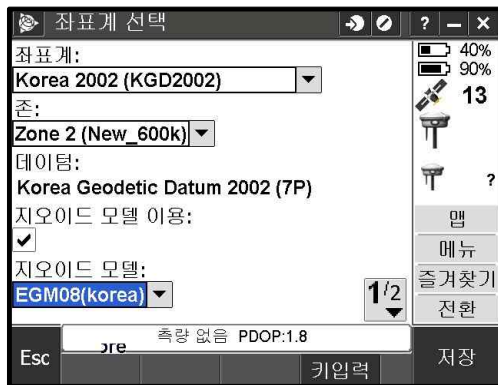 좌표계 선택
? – ×
좌표계:
Korea 2002 (KGD2002)
40%
90%
13
존:
Zone 2 (New_600k)
데이텀:
Korea Geodetic Datum 2002 (7P)
?
지오이드 모델 이용:
맵
메뉴
지오이드 모델:
EGM08(korea)
1/2
즐겨찾기
전환
측량 없음 PDOP:1.8
Esc
키입력
저장